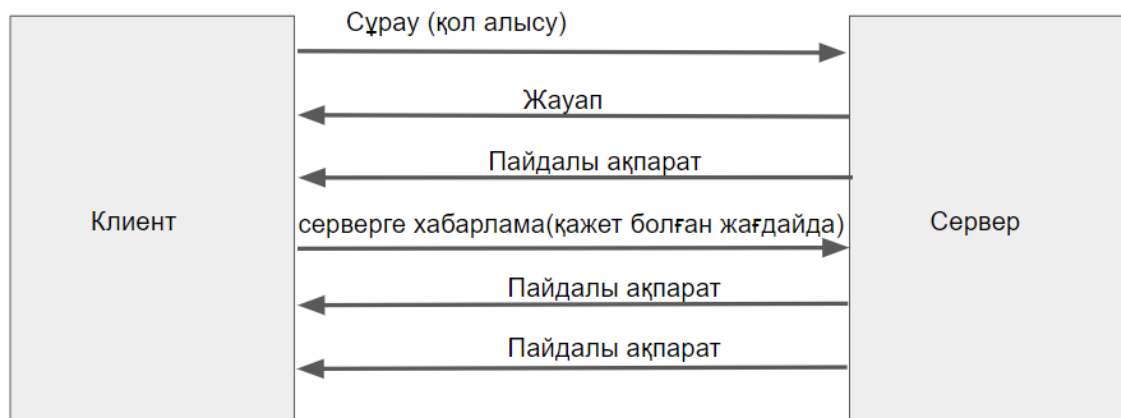 Сұрау (қол алысу)
Жауап
Пайдалы ақпарат
Клиент
серверге хабарлама(қажет болған жағдайда)
Сервер
Пайдалы ақпарат
Пайдалы ақпарат